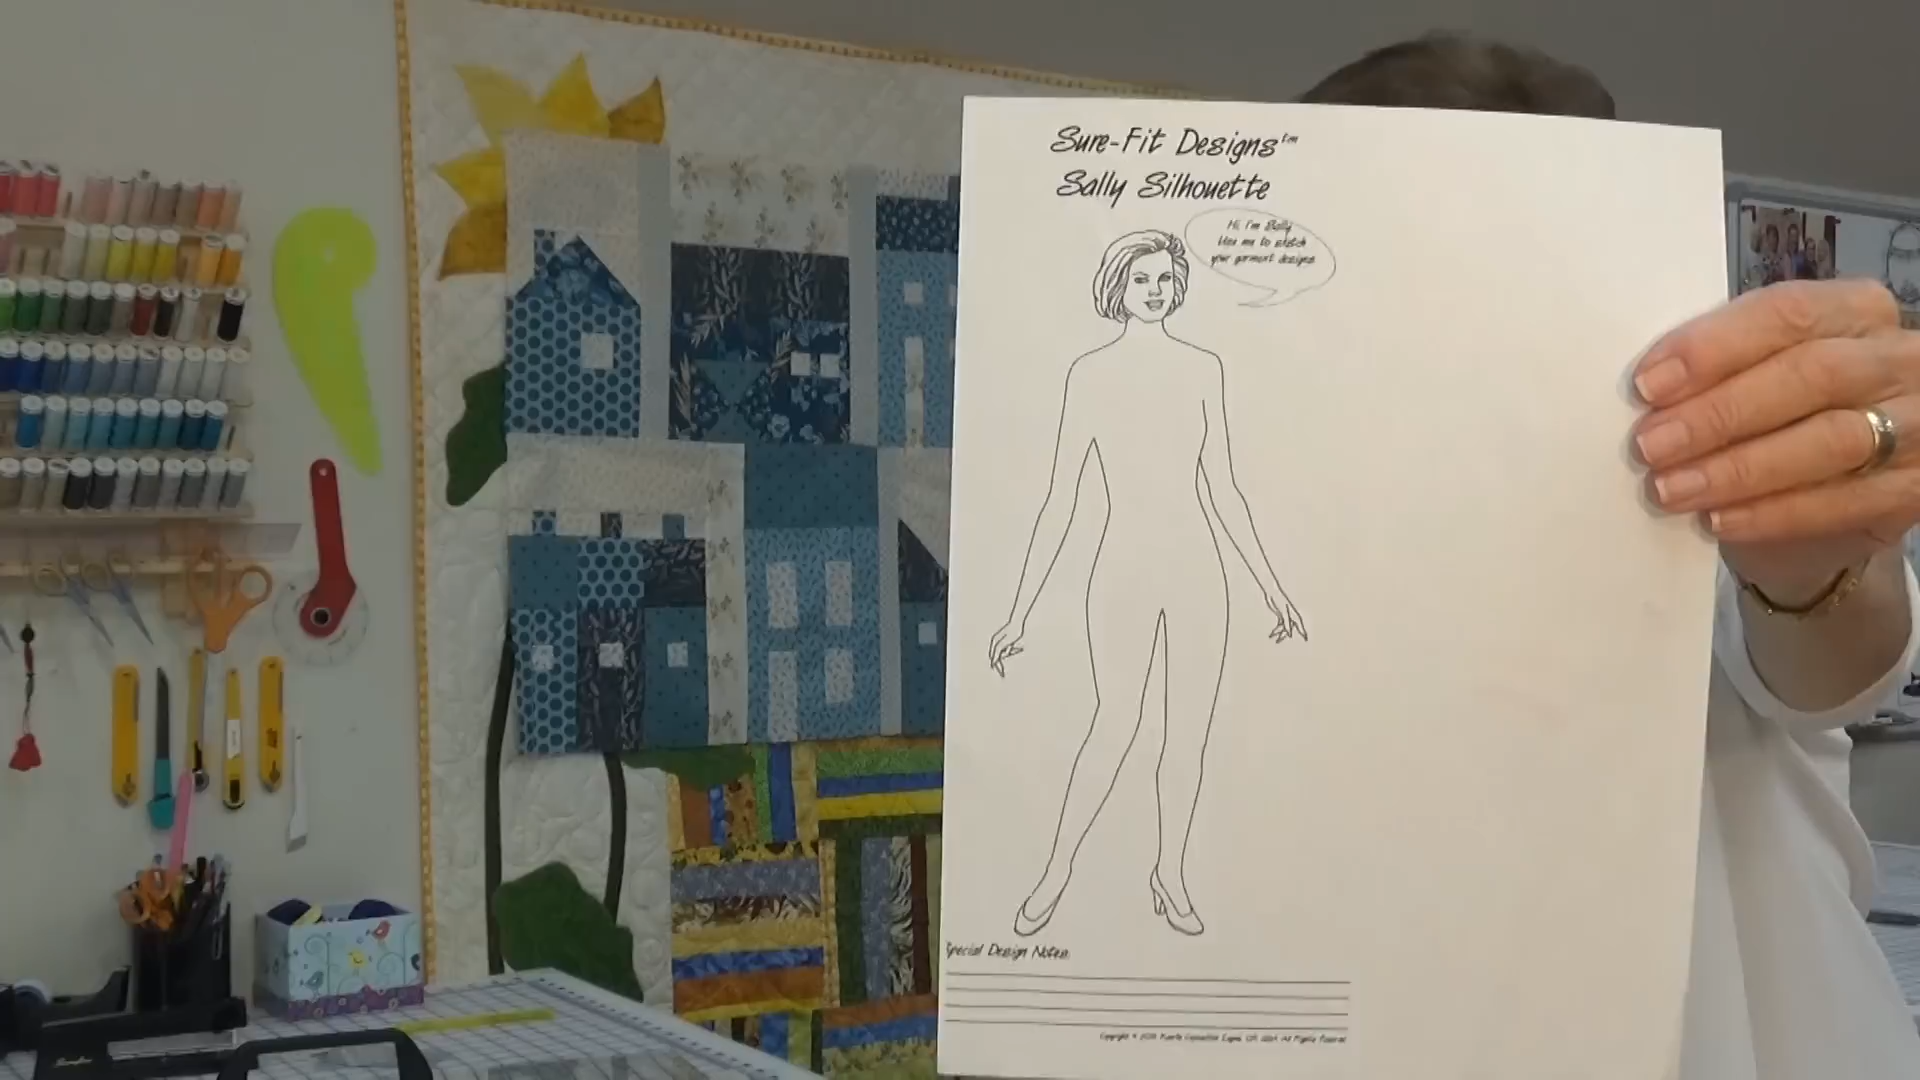 Sure-Fit Designs™
Sally Silhouette
Hi, I'm Sally
Use me to sketch
your garment designs
Special Design Notes: